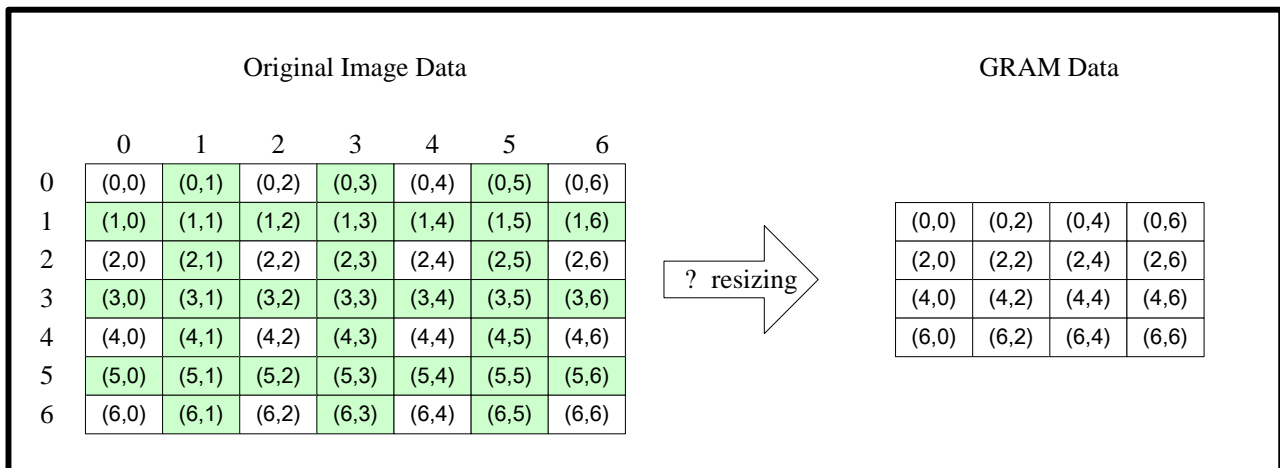 Original Image Data
GRAM Data
0 1 2 3 4 5 6
0 (0,0) (0,1) (0,2) (0,3) (0,4) (0,5) (0,6)
1 (1,0) (1,1) (1,2) (1,3) (1,4) (1,5) (1,6)
2 (2,0) (2,1) (2,2) (2,3) (2,4) (2,5) (2,6)
3 (3,0) (3,1) (3,2) (3,3) (3,4) (3,5) (3,6)
4 (4,0) (4,1) (4,2) (4,3) (4,4) (4,5) (4,6)
5 (5,0) (5,1) (5,2) (5,3) (5,4) (5,5) (5,6)
6 (6,0) (6,1) (6,2) (6,3) (6,4) (6,5) (6,6)
? resizing
(0,0) (0,2) (0,4) (0,6)
(2,0) (2,2) (2,4) (2,6)
(4,0) (4,2) (4,4) (4,6)
(6,0) (6,2) (6,4) (6,6)